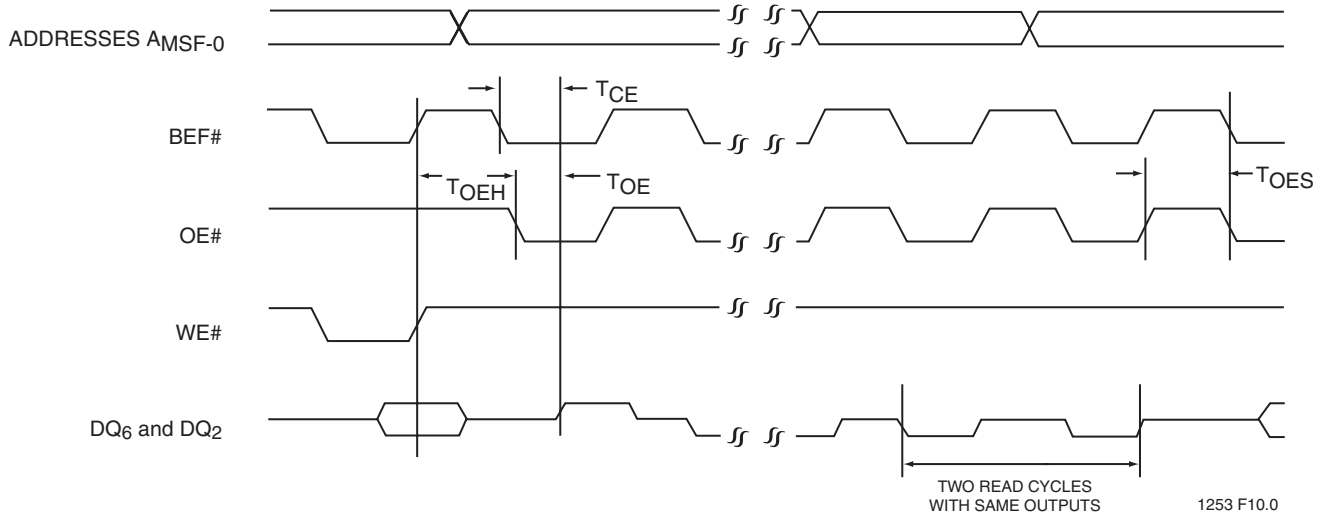 ADDRESSES AMSF-0
TCE
BEF#
TOEH
TOE
TOES
OE#
WE#
DQ6 and DQ2
TWO READ CYCLES
WITH SAME OUTPUTS
1253 F10.0